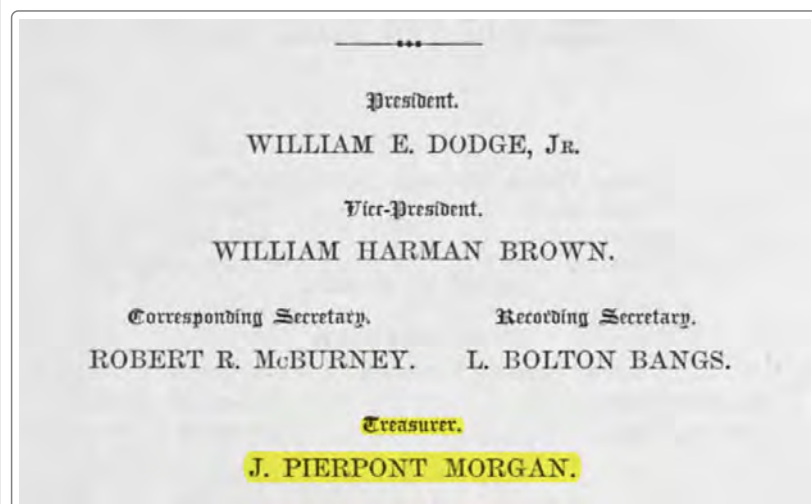 President.
WILLIAM E. DODGE, JR.
Vice-President.
WILLIAM HARMAN BROWN.
Corresponding Secretary. Recording Secretary.
ROBERT R. McBURNEY. L. BOLTON BANGS.
Treasurer.
J. PIERPONT MORGAN.